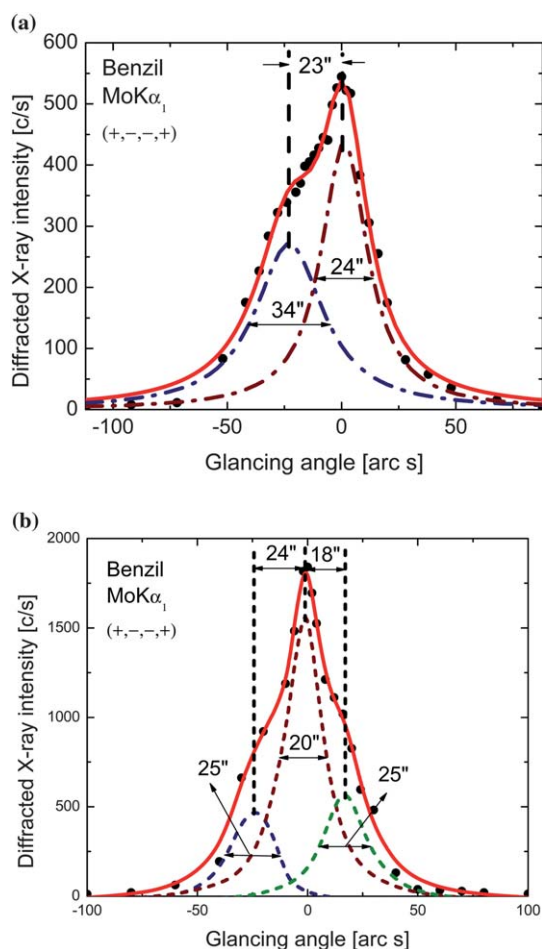 (a)
600
500
400
300
200
100
0
Diffracted X-ray intensity [c/s]
Benzil
MoKα₁
(+,−,−,+)
23"
24"
34"
-100 -50 0 50
Glancing angle [arc s]
(b)
2000
1500
1000
500
0
Diffracted X-ray intensity [c/s]
Benzil
MoKα₁
(+,−,−,+)
24" 18"
20"
25" 25"
-100 -50 0 50 100
Glancing angle [arc s]